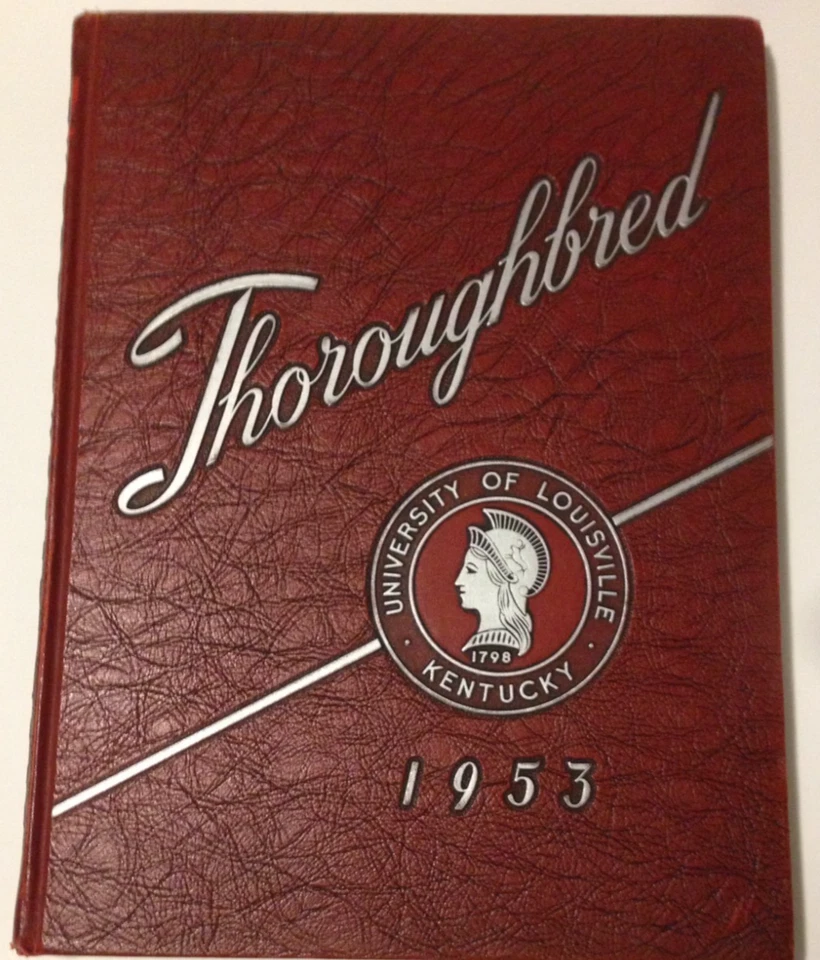 Thoroughbred
UNIVERSITY OF LOUISVILLE
1798
· KENTUCKY ·
1953